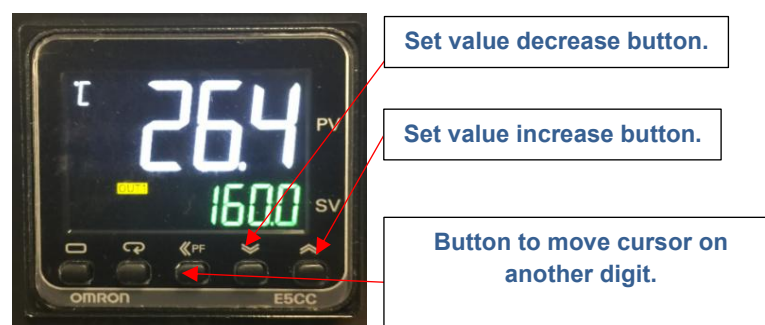 Set value decrease button.
℃
26.4
PV
Set value increase button.
OUT1
160.0
SV
PF
Button to move cursor on
another digit.
OMRON
E5CC